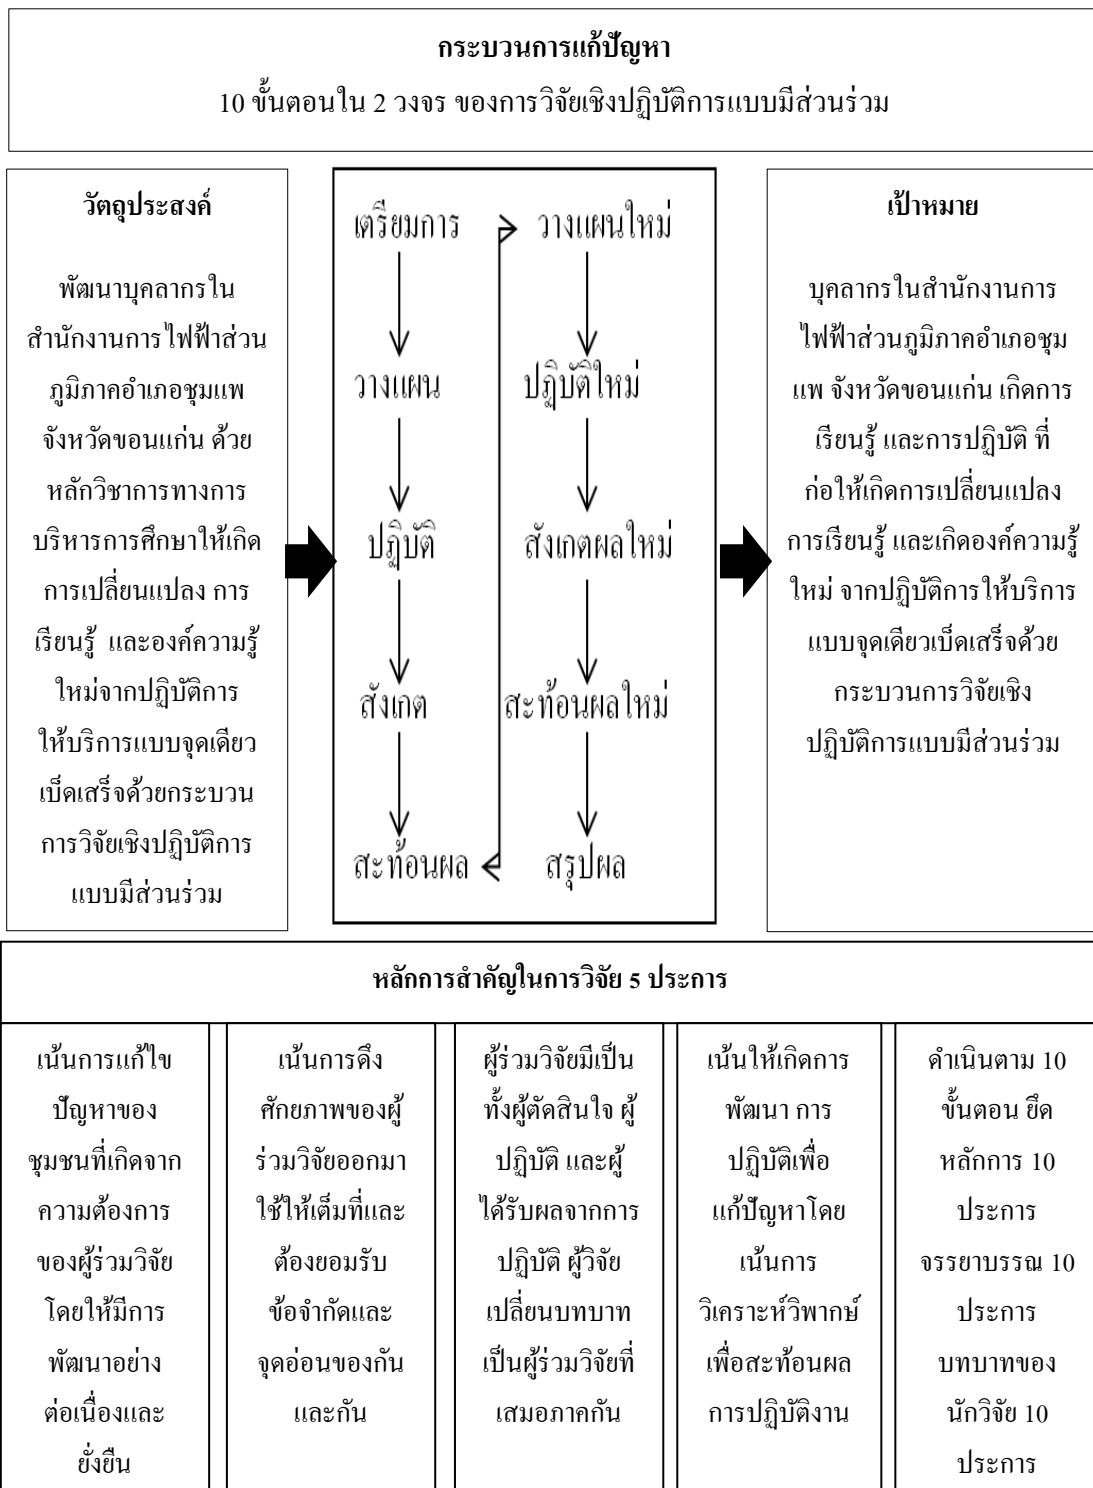 กระบวนการแก้ปัญหา
10 ขั้นตอนใน 2 วงจร ของการวิจัยเชิงปฏิบัติการแบบมีส่วนร่วม
วัตถุประสงค์
พัฒนาบุคลากรใน
สำนักงานการไฟฟ้าส่วน
ภูมิภาคอำเภอชุมแพ
จังหวัดขอนแก่น ด้วย
หลักวิชาการทางการ
บริหารการศึกษาให้เกิด
การเปลี่ยนแปลง การ
เรียนรู้ และองค์ความรู้
ใหม่จากปฏิบัติการ
ให้บริการแบบจุดเดียว
เบ็ดเสร็จด้วยกระบวน
การวิจัยเชิงปฏิบัติการ
แบบมีส่วนร่วม
เตรียมการ
วางแผน
ปฏิบัติ
สังเกต
สะท้อนผล
วางแผนใหม่
ปฏิบัติใหม่
สังเกตผลใหม่
สะท้อนผลใหม่
สรุปผล
เป้าหมาย
บุคลากรในสำนักงานการ
ไฟฟ้าส่วนภูมิภาคอำเภอชุม
แพ จังหวัดขอนแก่น เกิดการ
เรียนรู้ และการปฏิบัติ ที่
ก่อให้เกิดการเปลี่ยนแปลง
การเรียนรู้ และเกิดองค์ความรู้
ใหม่ จากปฏิบัติการให้บริการ
แบบจุดเดียวเบ็ดเสร็จด้วย
กระบวนการวิจัยเชิง
ปฏิบัติการแบบมีส่วนร่วม
หลักการสำคัญในการวิจัย 5 ประการ
เน้นการแก้ไข
ปัญหาของ
ชุมชนที่เกิดจาก
ความต้องการ
ของผู้ร่วมวิจัย
โดยให้มีการ
พัฒนาอย่าง
ต่อเนื่องและ
ยั่งยืน
เน้นการดึง
ศักยภาพของผู้
ร่วมวิจัยออกมา
ใช้ให้เต็มที่และ
ต้องยอมรับ
ข้อจำกัดและ
จุดอ่อนของกัน
และกัน
ผู้ร่วมวิจัยมีเป็น
ทั้งผู้ตัดสินใจ ผู้
ปฏิบัติ และผู้
ได้รับผลจากการ
ปฏิบัติ ผู้วิจัย
เปลี่ยนบทบาท
เป็นผู้ร่วมวิจัยที่
เสมอภาคกัน
เน้นให้เกิดการ
พัฒนา การ
ปฏิบัติเพื่อ
แก้ปัญหาโดย
เน้นการ
วิเคราะห์วิพากษ์
เพื่อสะท้อนผล
การปฏิบัติงาน
ดำเนินตาม 10
ขั้นตอน ยึด
หลักการ 10
ประการ
จรรยาบรรณ 10
ประการ
บทบาทของ
นักวิจัย 10
ประการ